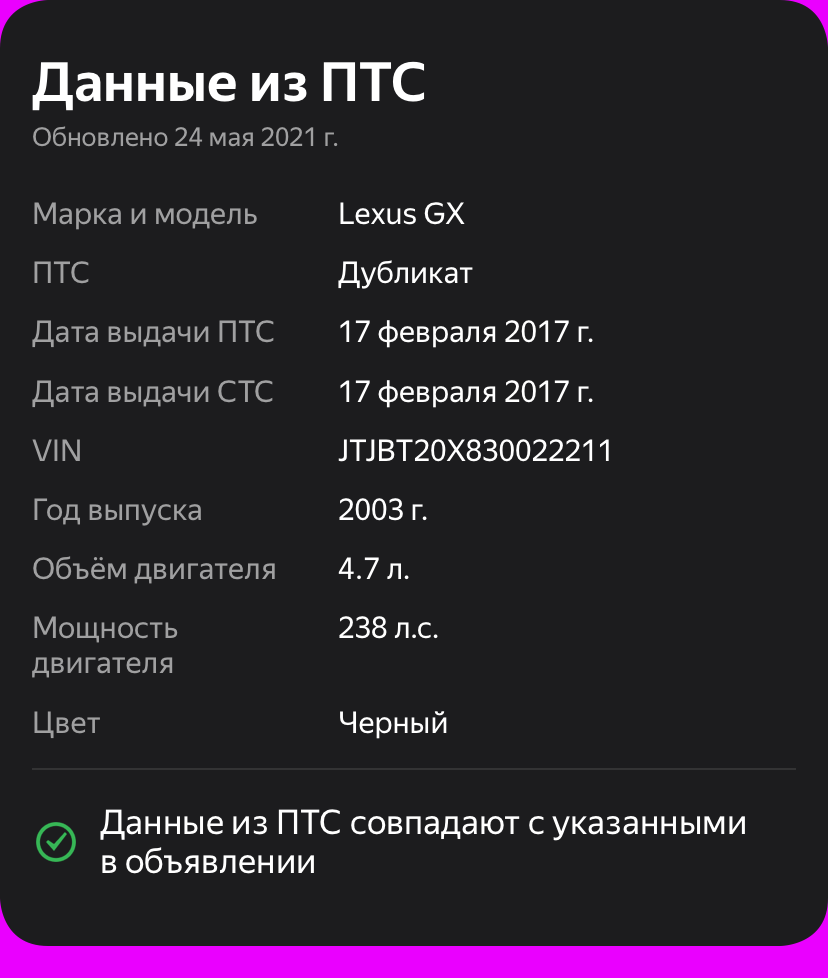 Данные из ПТС
Обновлено 24 мая 2021 г.
Марка и модель Lexus GX
ПТС Дубликат
Дата выдачи ПТС 17 февраля 2017 г.
Дата выдачи СТС 17 февраля 2017 г.
VIN JTJBT20X830022211
Год выпуска 2003 г.
Объём двигателя 4.7 л.
Мощность 238 л.с.
двигателя
Цвет Черный
Данные из ПТС совпадают с указанными
в объявлении